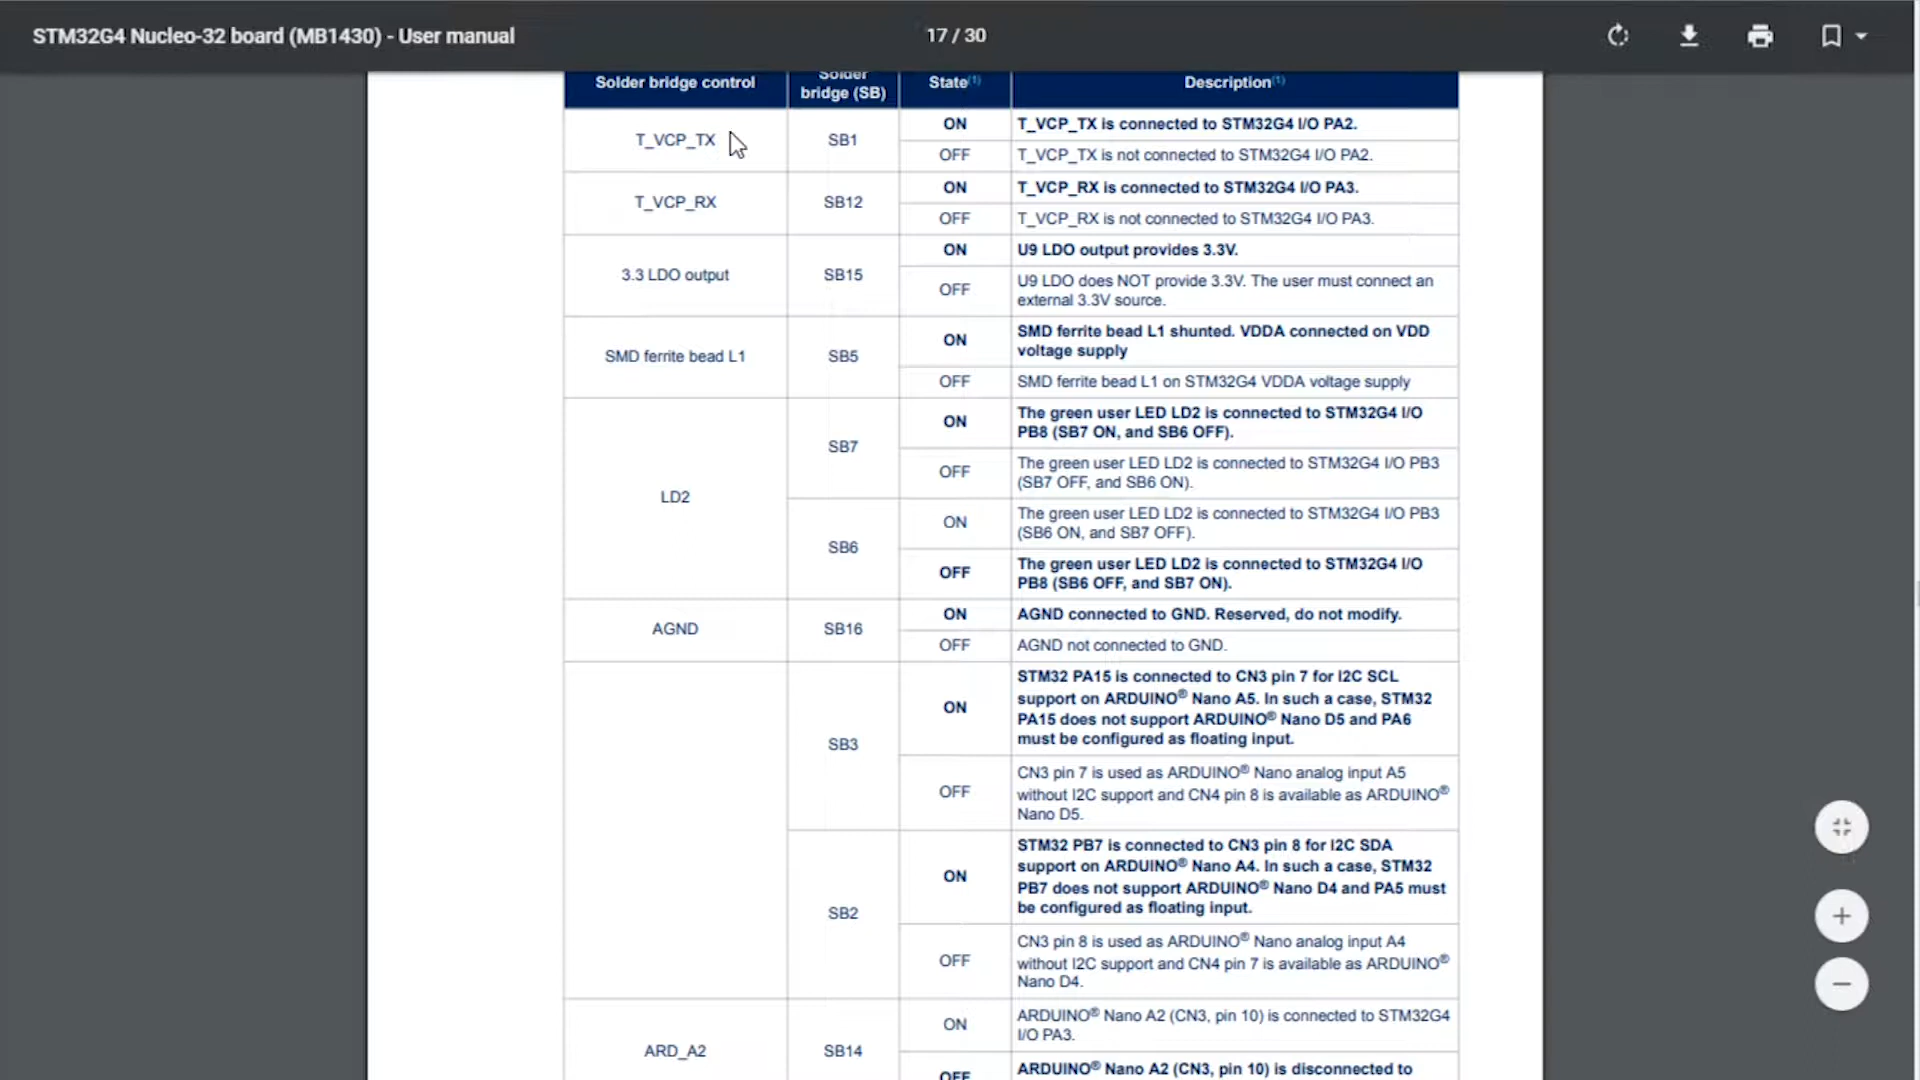 STM32G4 Nucleo-32 board (MB1430) - User manual
17 / 30
Solder bridge control
Solder
bridge (SB)
State(1)
Description(1)
T_VCP_TX
SB1
ON
T_VCP_TX is connected to STM32G4 I/O PA2.
OFF
T_VCP_TX is not connected to STM32G4 I/O PA2.
T_VCP_RX
SB12
ON
T_VCP_RX is connected to STM32G4 I/O PA3.
OFF
T_VCP_RX is not connected to STM32G4 I/O PA3.
3.3 LDO output
SB15
ON
U9 LDO output provides 3.3V.
OFF
U9 LDO does NOT provide 3.3V. The user must connect an
external 3.3V source.
SMD ferrite bead L1
SB5
ON
SMD ferrite bead L1 shunted. VDDA connected on VDD
voltage supply
OFF
SMD ferrite bead L1 on STM32G4 VDDA voltage supply
LD2
SB7
ON
The green user LED LD2 is connected to STM32G4 I/O
PB8 (SB7 ON, and SB6 OFF).
OFF
The green user LED LD2 is connected to STM32G4 I/O PB3
(SB7 OFF, and SB6 ON).
SB6
ON
The green user LED LD2 is connected to STM32G4 I/O PB3
(SB6 ON, and SB7 OFF).
OFF
The green user LED LD2 is connected to STM32G4 I/O
PB8 (SB6 OFF, and SB7 ON).
AGND
SB16
ON
AGND connected to GND. Reserved, do not modify.
OFF
AGND not connected to GND.
SB3
ON
STM32 PA15 is connected to CN3 pin 7 for I2C SCL
support on ARDUINO® Nano A5. In such a case, STM32
PA15 does not support ARDUINO® Nano D5 and PA6
must be configured as floating input.
OFF
CN3 pin 7 is used as ARDUINO® Nano analog input A5
without I2C support and CN4 pin 8 is available as ARDUINO®
Nano D5.
SB2
ON
STM32 PB7 is connected to CN3 pin 8 for I2C SDA
support on ARDUINO® Nano A4. In such a case, STM32
PB7 does not support ARDUINO® Nano D4 and PA5 must
be configured as floating input.
OFF
CN3 pin 8 is used as ARDUINO® Nano analog input A4
without I2C support and CN4 pin 7 is available as ARDUINO®
Nano D4.
ARD_A2
SB14
ON
ARDUINO® Nano A2 (CN3, pin 10) is connected to STM32G4
I/O PA3.
OFF
ARDUINO® Nano A2 (CN3, pin 10) is disconnected to